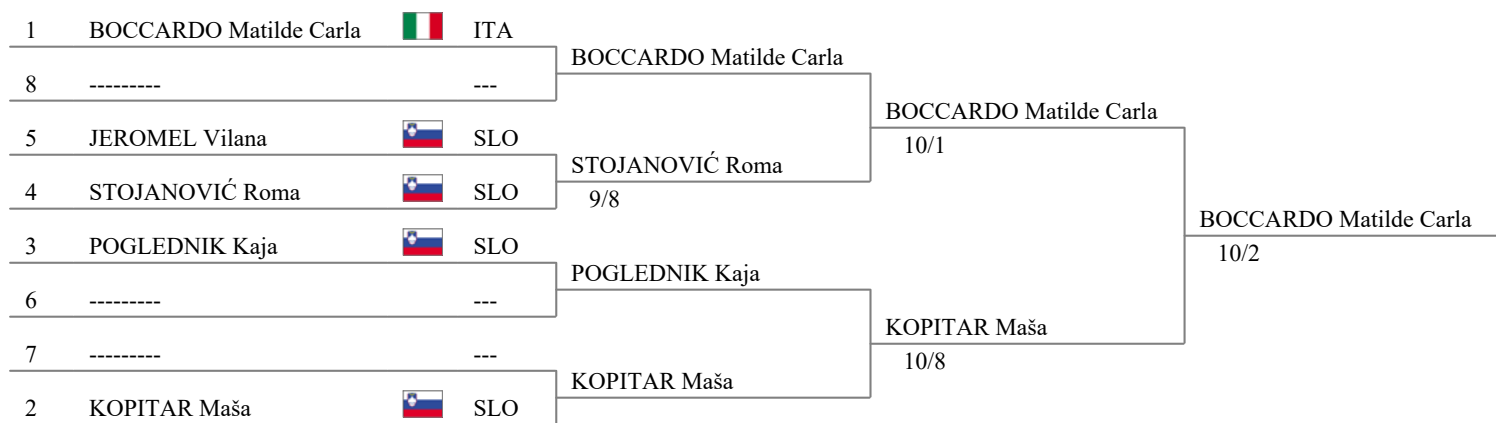 1 BOCCARDO Matilde Carla ITA
8 --------- ---
5 JEROMEL Vilana SLO
4 STOJANOVIĆ Roma SLO
3 POGLEDNIK Kaja SLO
6 --------- ---
7 --------- ---
2 KOPITAR Maša SLO
BOCCARDO Matilde Carla
STOJANOVIĆ Roma
9/8
POGLEDNIK Kaja
KOPITAR Maša
BOCCARDO Matilde Carla
10/1
KOPITAR Maša
10/8
BOCCARDO Matilde Carla
10/2